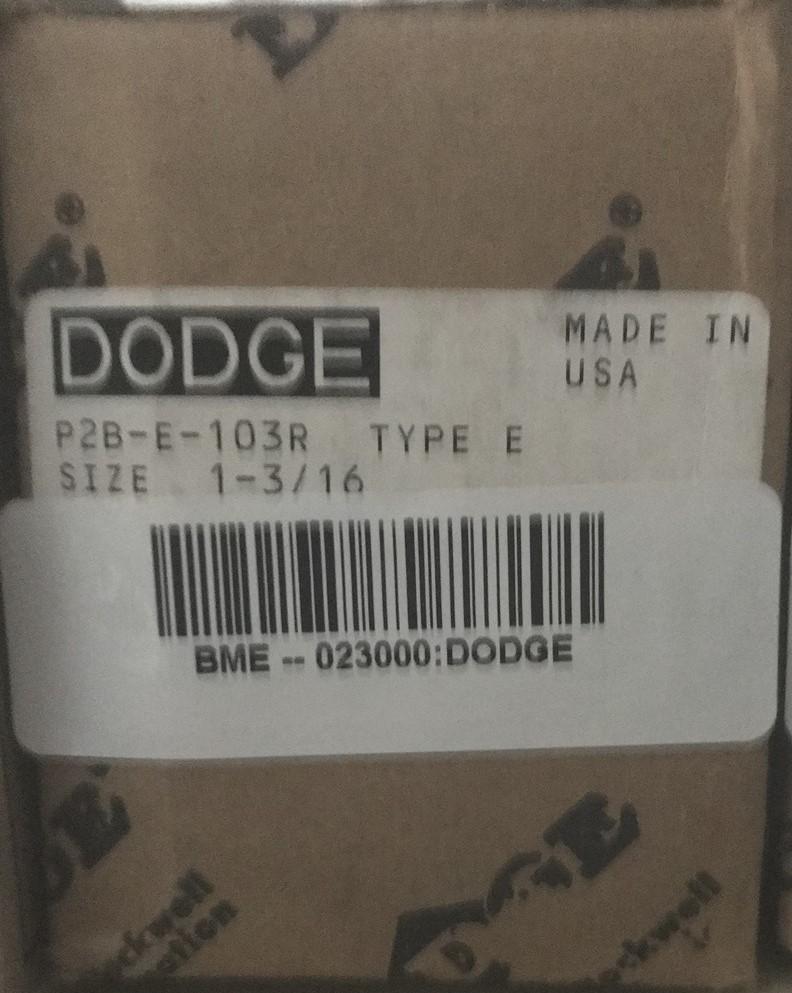 DODGE
MADE IN
USA
P2B-E-103R TYPE E
SIZE 1-3/16
BME -- 023000:DODGE